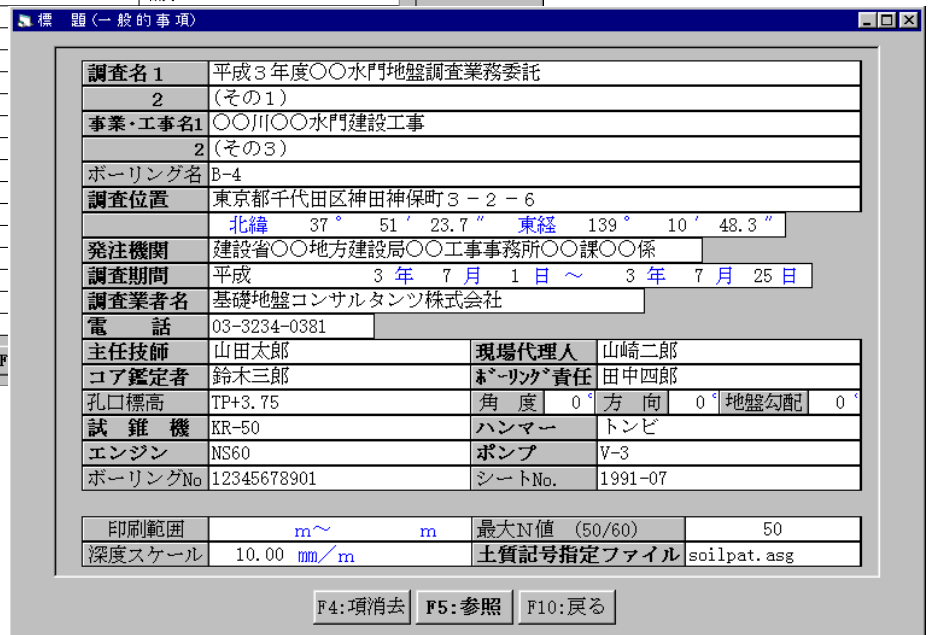 標　題(一般的事項)
調査名1 平成3年度○○水門地盤調査業務委託
2 (その1)
事業・工事名1 ○○川○○水門建設工事
2 (その3)
ボーリング名 B-4
調査位置 東京都千代田区神田神保町3－2－6
北緯 37° 51′ 23.7″ 東経 139° 10′ 48.3″
発注機関 建設省○○地方建設局○○工事事務所○○課○○係
調査期間 平成 3 年 7 月 1 日 ～ 3 年 7 月 25 日
調査業者名 基礎地盤コンサルタンツ株式会社
電　話 03-3234-0381
主任技師 山田太郎 現場代理人 山崎二郎
コア鑑定者 鈴木三郎 ﾎﾞｰﾘﾝｸﾞ責任 田中四郎
孔口標高 TP+3.75 角　度 0° 方　向 0° 地盤勾配 0°
試　錐　機 KR-50 ハンマー トンビ
エンジン NS60 ポンプ V-3
ボーリングNo 12345678901 シートNo. 1991-07
印刷範囲 m～ m 最大N値 (50/60) 50
深度スケール 10.00 mm/m 土質記号指定ファイル soilpat.asg
F4:項消去 F5:参照 F10:戻る